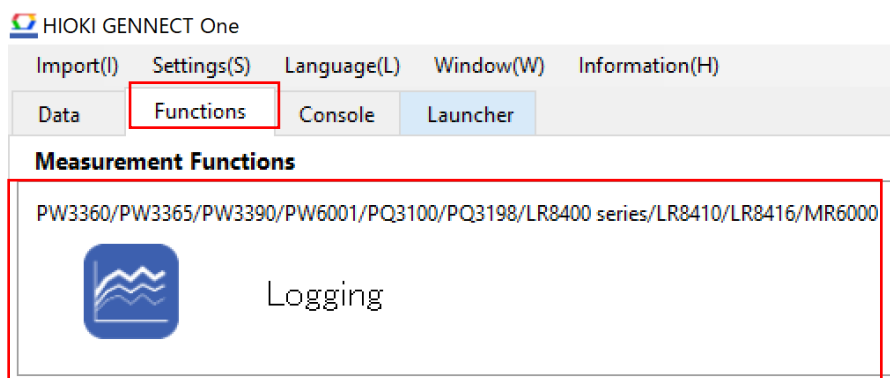 HIOKI GENNECT One
Import(I) Settings(S) Language(L) Window(W) Information(H)
Data Functions Console Launcher
Measurement Functions
PW3360/PW3365/PW3390/PW6001/PQ3100/PQ3198/LR8400 series/LR8410/LR8416/MR6000
Logging